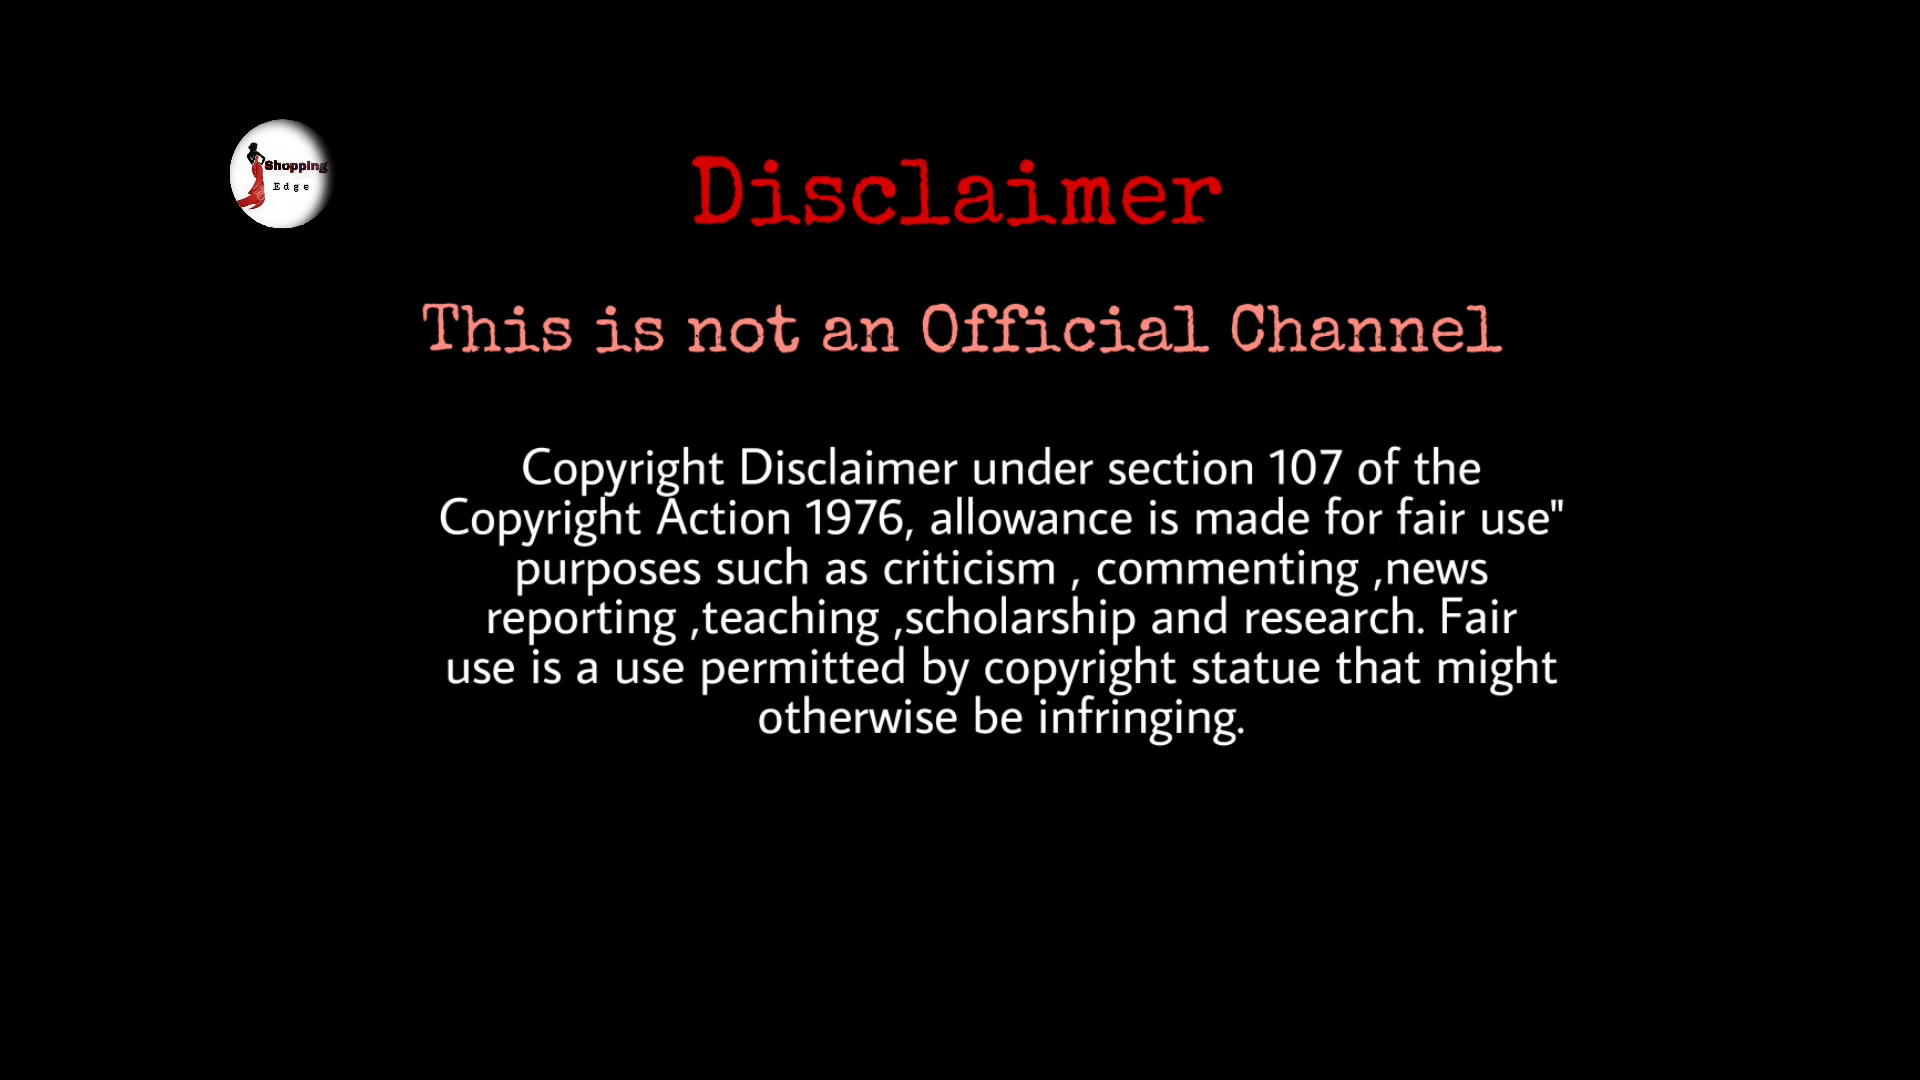 Shopping
Edge
Disclaimer
This is not an Official Channel
Copyright Disclaimer under section 107 of the
Copyright Action 1976, allowance is made for fair use"
purposes such as criticism , commenting ,news
reporting ,teaching ,scholarship and research. Fair
use is a use permitted by copyright statue that might
otherwise be infringing.